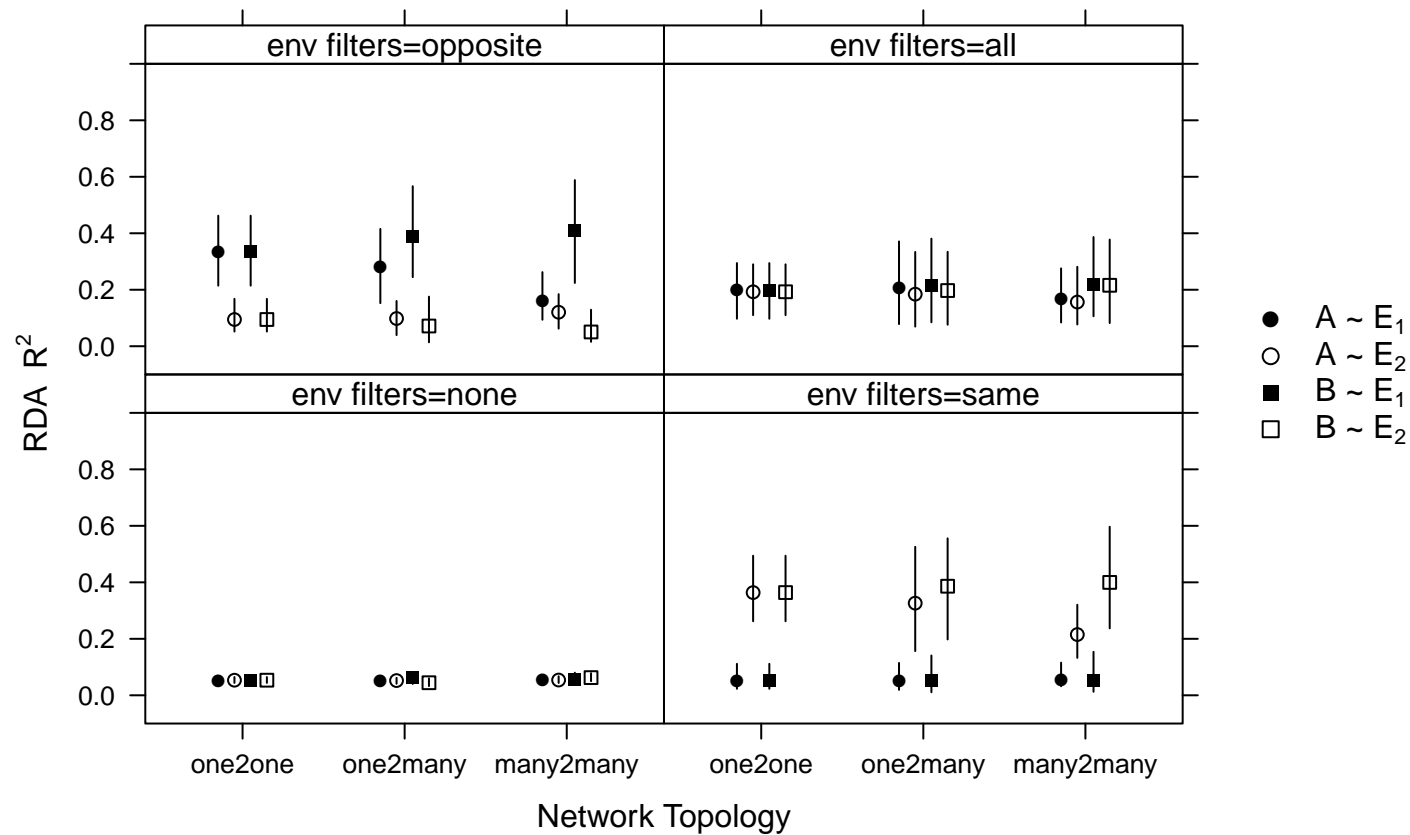 env filters=opposite env filters=all
0.8
0.6
0.4
0.2
0.0
env filters=none env filters=same
0.8
0.6
0.4
0.2
0.0
RDA R²
one2one one2many many2many one2one one2many many2many
Network Topology
A ~ E₁
A ~ E₂
B ~ E₁
B ~ E₂